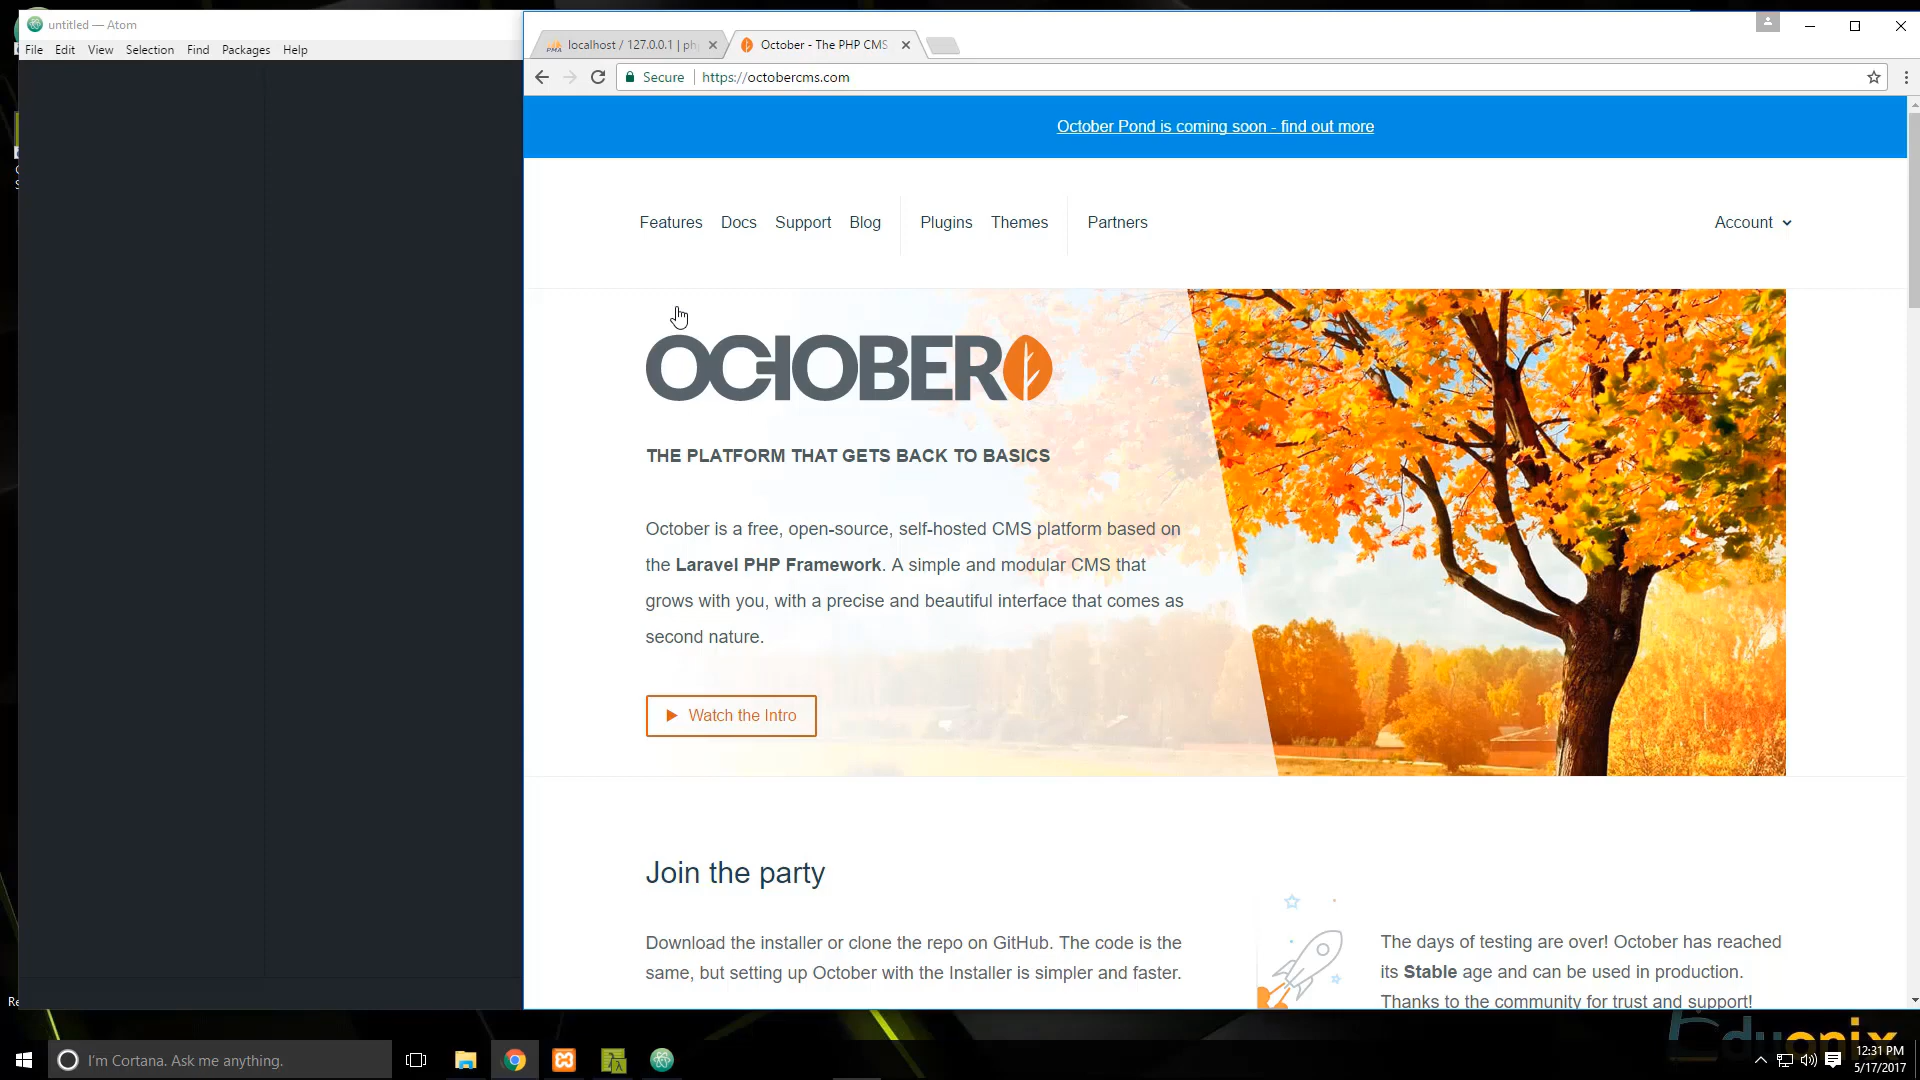 untitled — Atom
File Edit View Selection Find Packages Help
localhost / 127.0.0.1 | ph
October - The PHP CMS
Secure https://octobercms.com
October Pond is coming soon - find out more
Features Docs Support Blog Plugins Themes Partners Account
OCTOBER
THE PLATFORM THAT GETS BACK TO BASICS
October is a free, open-source, self-hosted CMS platform based on
the Laravel PHP Framework. A simple and modular CMS that
grows with you, with a precise and beautiful interface that comes as
second nature.
Watch the Intro
Join the party
Download the installer or clone the repo on GitHub. The code is the
same, but setting up October with the Installer is simpler and faster.
The days of testing are over! October has reached
its Stable age and can be used in production.
Thanks to the community for trust and support!
Re
Eduonix
I'm Cortana. Ask me anything.
12:31 PM
5/17/2017